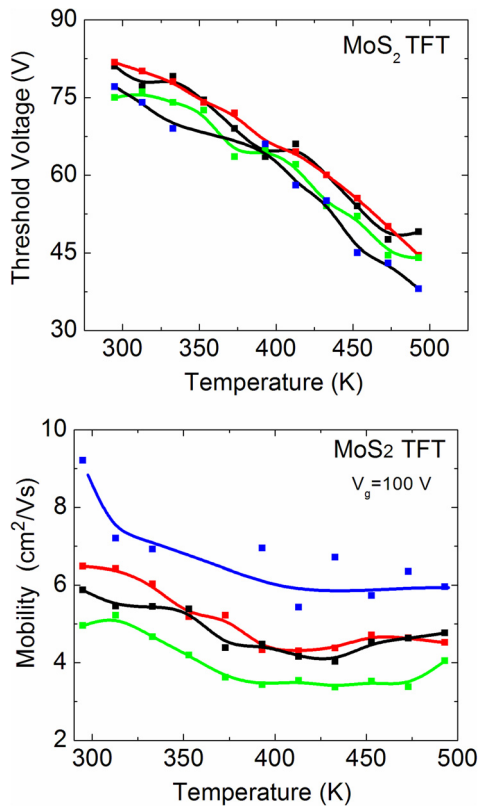 MoS2 TFT
Threshold Voltage (V)
90
75
60
45
30
300 350 400 450 500
Temperature (K)
MoS2 TFT
Vg=100 V
Mobility (cm2/Vs)
10
8
6
4
2
300 350 400 450 500
Temperature (K)